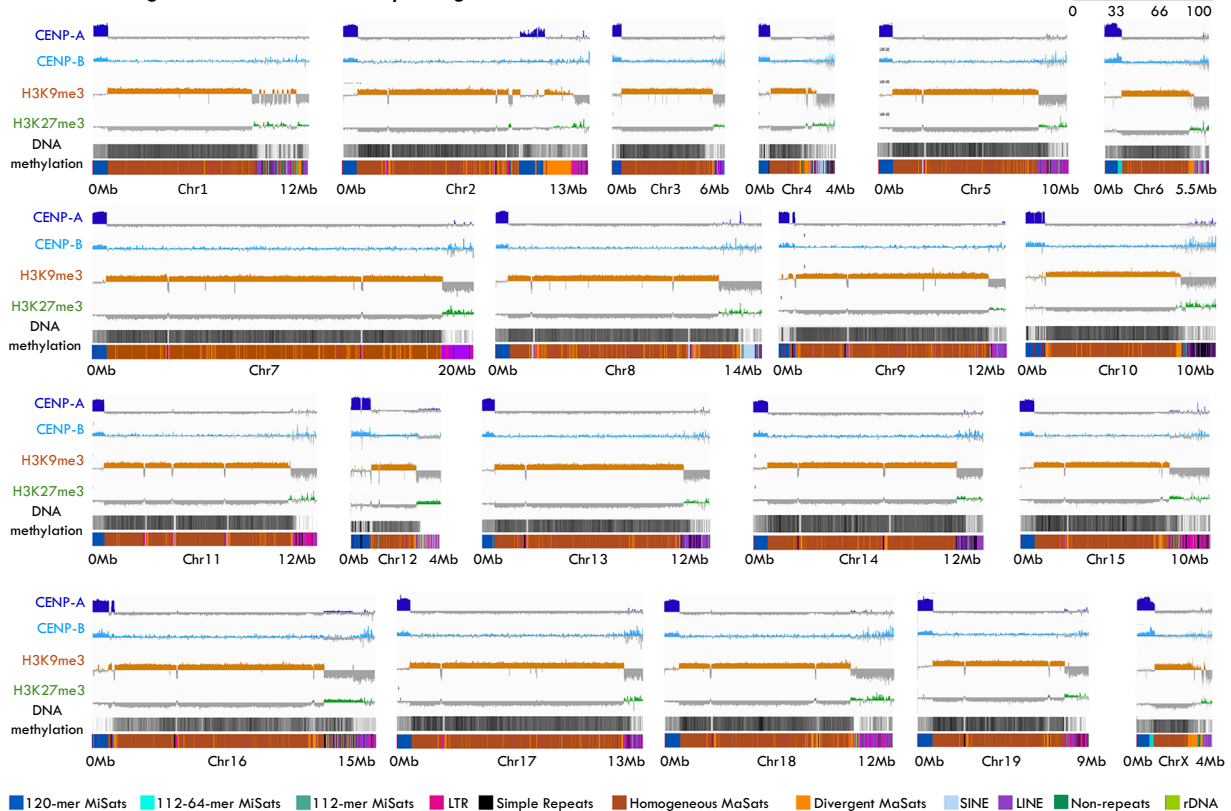 0 33 66 100
CENP-A
CENP-B
H3K9me3
H3K27me3
DNA
methylation
0Mb Chr1 12Mb 0Mb Chr2 13Mb 0Mb Chr3 6Mb 0Mb Chr4 4Mb 0Mb Chr5 10Mb 0Mb Chr6 5.5Mb
CENP-A
CENP-B
H3K9me3
H3K27me3
DNA
methylation
0Mb Chr7 20Mb 0Mb Chr8 14Mb 0Mb Chr9 12Mb 0Mb Chr10 10Mb
CENP-A
CENP-B
H3K9me3
H3K27me3
DNA
methylation
0Mb Chr11 12Mb 0Mb Chr12 4Mb 0Mb Chr13 12Mb 0Mb Chr14 12Mb 0Mb Chr15 10Mb
CENP-A
CENP-B
H3K9me3
H3K27me3
DNA
methylation
0Mb Chr16 15Mb 0Mb Chr17 13Mb 0Mb Chr18 12Mb 0Mb Chr19 9Mb 0Mb ChrX 4Mb
120-mer MiSats 112-64-mer MiSats 112-mer MiSats LTR Simple Repeats Homogeneous MaSats Divergent MaSats SINE LINE Non-repeats rDNA